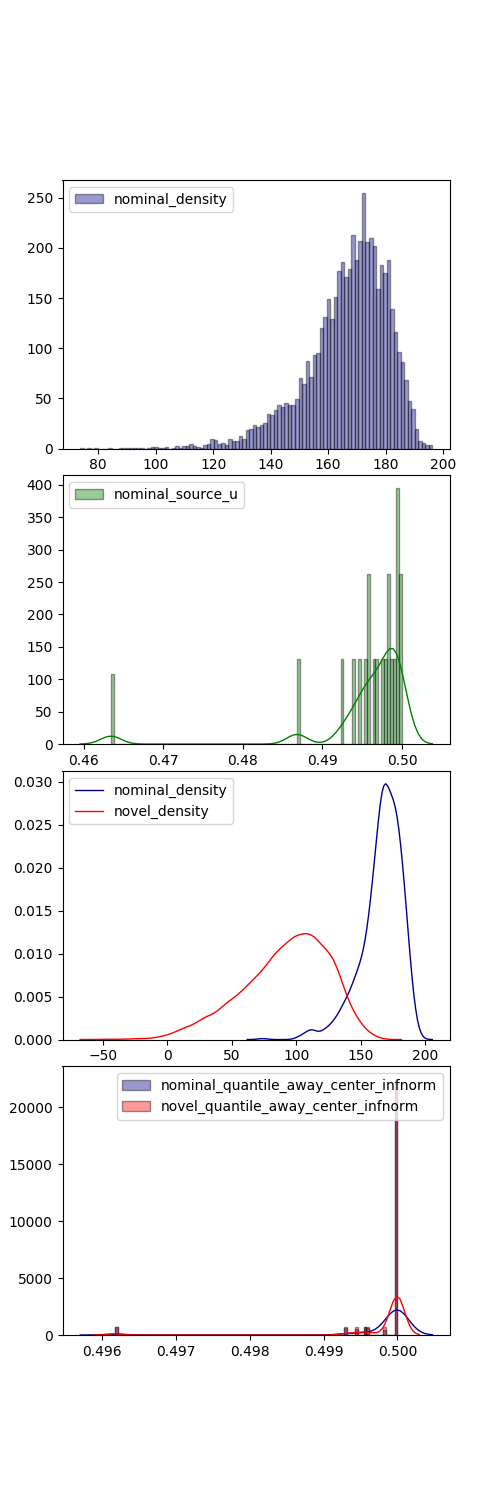 nominal_density
250
200
150
100
50
0
80 100 120 140 160 180 200
nominal_source_u
400
350
300
250
200
150
100
50
0
0.46 0.47 0.48 0.49 0.50
nominal_density
novel_density
0.030
0.025
0.020
0.015
0.010
0.005
0.000
−50 0 50 100 150 200
nominal_quantile_away_center_infnorm
novel_quantile_away_center_infnorm
20000
15000
10000
5000
0
0.496 0.497 0.498 0.499 0.500